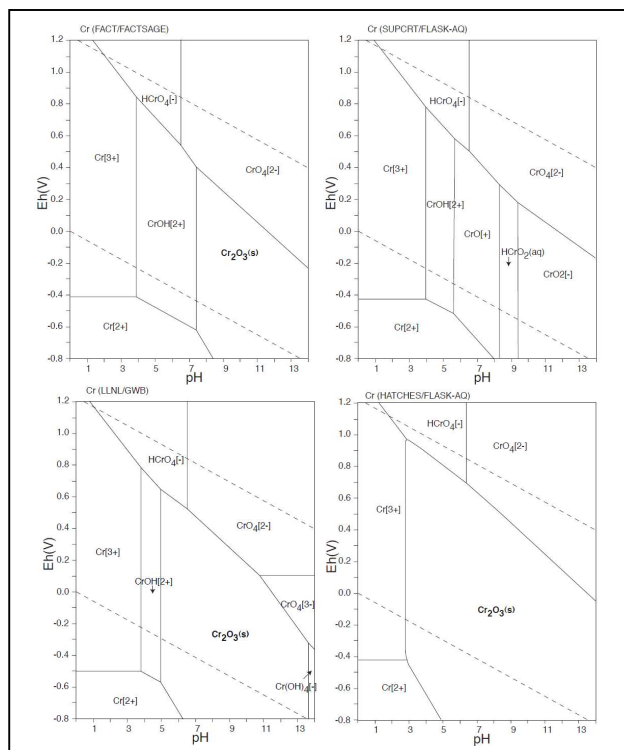 Cr (FACT/FACTSAGE)
1.2
1.0
0.8
0.6
0.4
0.2
0.0
-0.2
-0.4
-0.6
-0.8
Eh(V)
HCrO4[-]
Cr[3+]
CrO4[2-]
CrOH[2+]
Cr2O3(s)
Cr[2+]
1 3 5 7 9 11 13
pH
Cr (SUPCRT/FLASK-AQ)
1.2
1.0
0.8
0.6
0.4
0.2
0.0
-0.2
-0.4
-0.6
-0.8
Eh(V)
HCrO4[-]
Cr[3+]
CrO4[2-]
CrOH[2+]
CrO[+]
HCrO2(aq)
CrO2[-]
Cr[2+]
1 3 5 7 9 11 13
pH
Cr (LLNL/GWB)
1.2
1.0
0.8
0.6
0.4
0.2
0.0
-0.2
-0.4
-0.6
-0.8
Eh(V)
HCrO4[-]
CrO4[2-]
Cr[3+]
CrOH[2+]
CrO4[3-]
Cr2O3(s)
Cr(OH)4[-]
Cr[2+]
1 3 5 7 9 11 13
pH
Cr (HATCHES/FLASK-AQ)
1.2
1.0
0.8
0.6
0.4
0.2
0.0
-0.2
-0.4
-0.6
-0.8
Eh(V)
HCrO4[-]
CrO4[2-]
Cr[3+]
Cr2O3(s)
Cr[2+]
1 3 5 7 9 11 13
pH